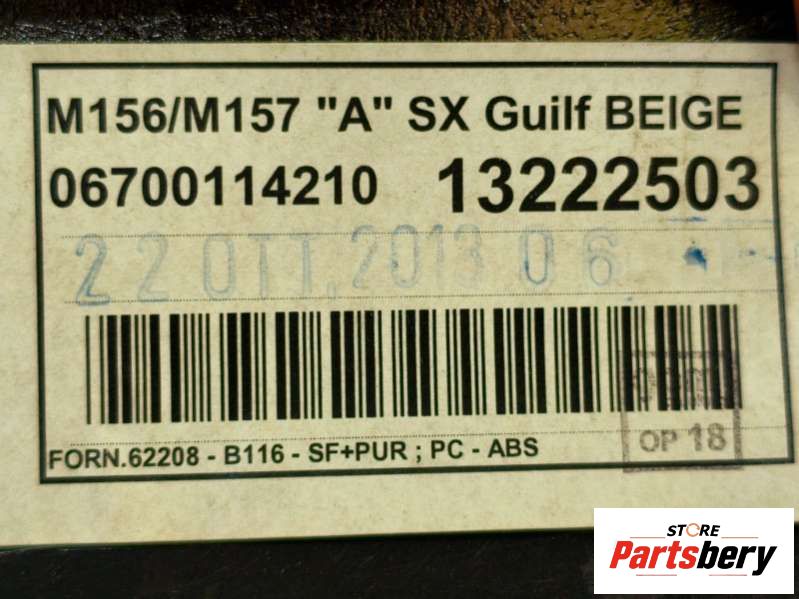 M156/M157 "A" SX Guilf BEIGE
06700114210 13222503
22 OTT. 2013 06
OP 18
FORN.62208 - B116 - SF+PUR ; PC - ABS
STORE
Partsbery